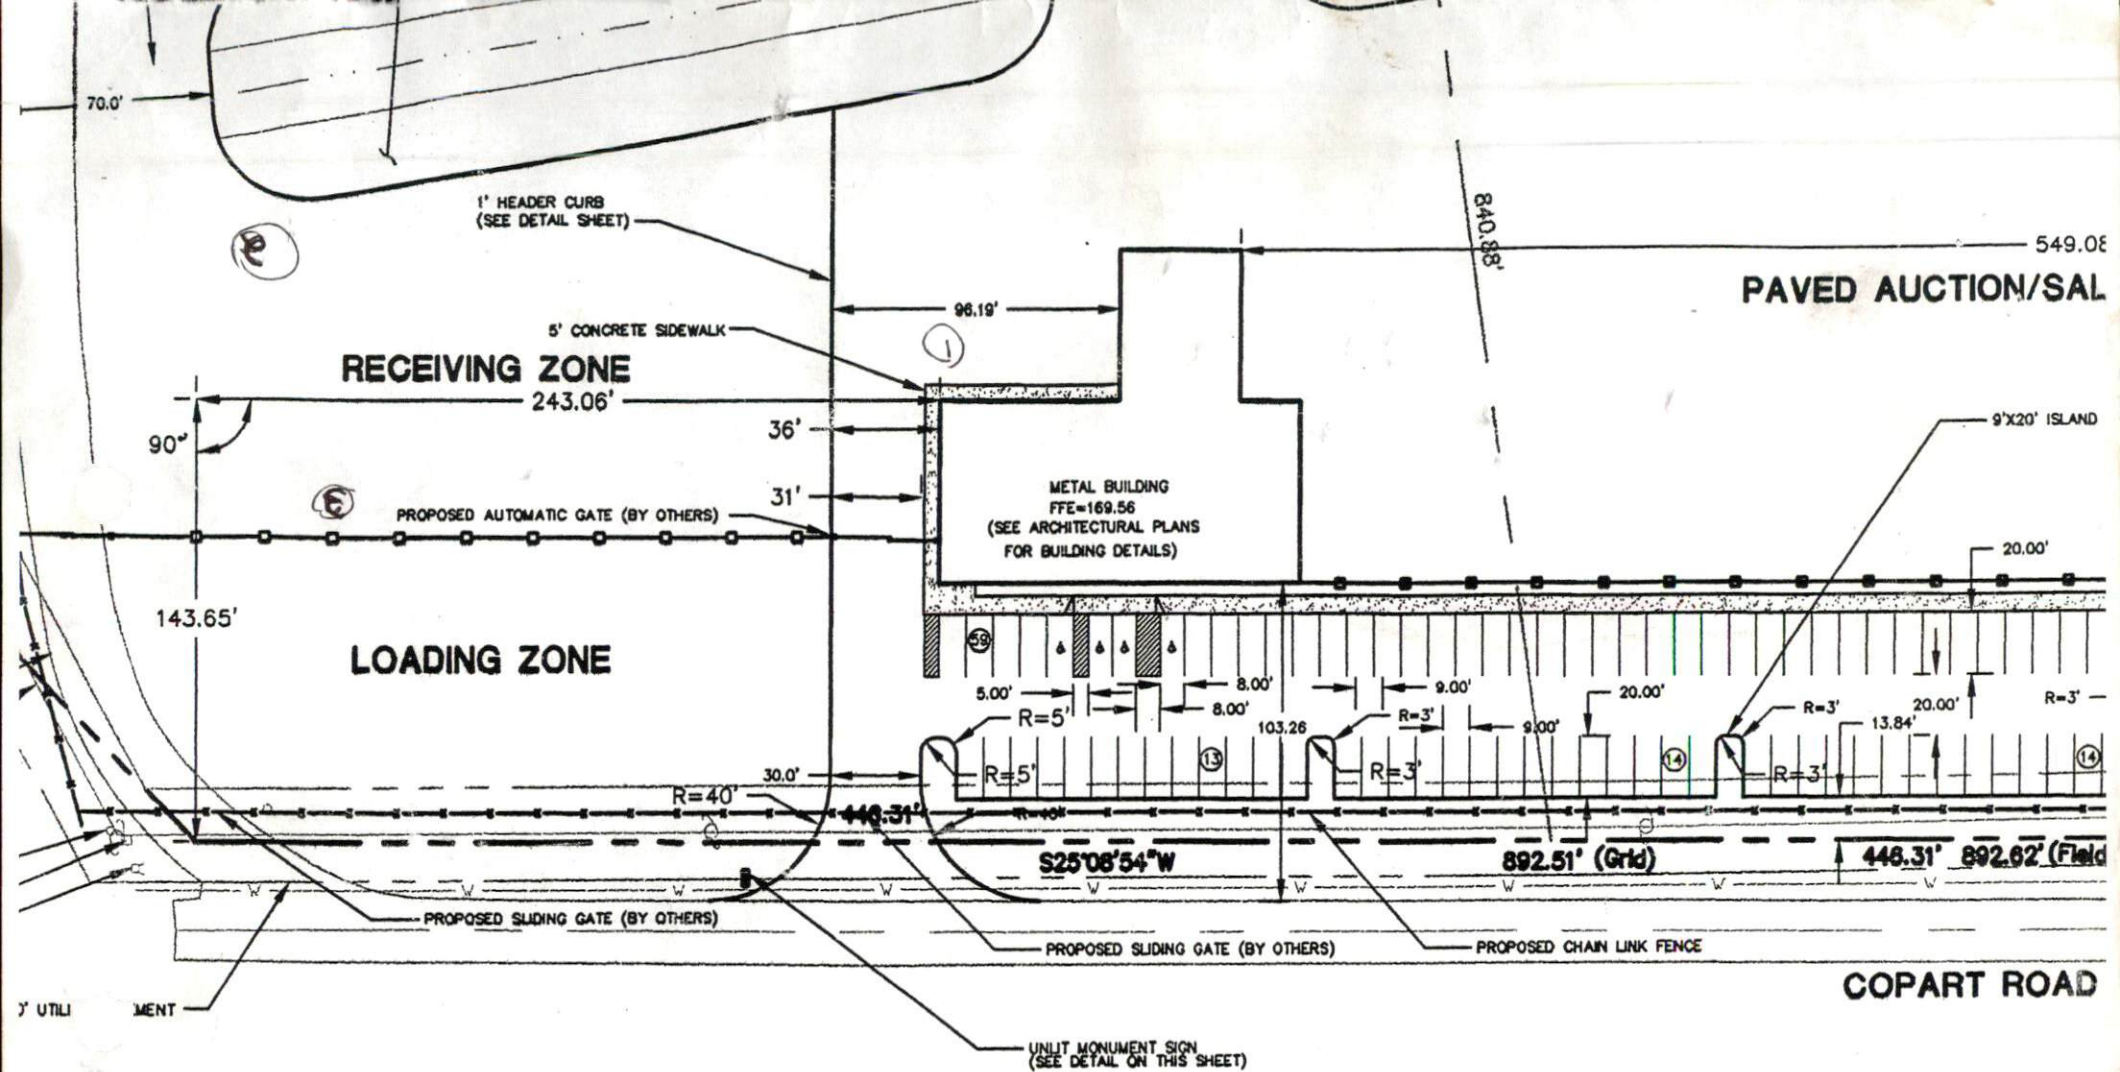 70.0'
1' HEADER CURB
(SEE DETAIL SHEET)
840.88'
549.08
PAVED AUCTION/SAL
96.19'
5' CONCRETE SIDEWALK
1
RECEIVING ZONE
243.06'
36'
90°
9'X20' ISLAND
31'
METAL BUILDING
FFE=169.56
(SEE ARCHITECTURAL PLANS
FOR BUILDING DETAILS)
PROPOSED AUTOMATIC GATE (BY OTHERS)
20.00'
143.65'
LOADING ZONE
59
5.00'
8.00'
9.00'
20.00'
R=3'
8.00'
R=5'
R=3'
9.00'
R=3'
20.00'
103.26
13.84'
13
14
14
30.0'
R=5'
R=3'
R=3'
R=40'
446.31'
R=40'
S25°08'54"W
892.51' (Grid)
446.31'
892.62' (Field
W W W W W W W W W
PROPOSED SLIDING GATE (BY OTHERS)
PROPOSED SLIDING GATE (BY OTHERS)
PROPOSED CHAIN LINK FENCE
COPART ROAD
0' UTILI MENT
UNLIT MONUMENT SIGN
(SEE DETAIL ON THIS SHEET)